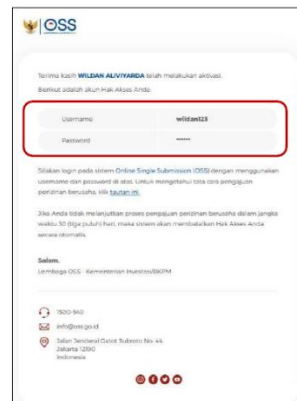 OSS
Terima kasih WILDAN ALIVIYARDA telah melakukan aktivasi.
Berikut adalah akun Hak Akses Anda:
Username wildan123
Password ******
Silakan login pada sistem Online Single Submission (OSS) dengan menggunakan
username dan password di atas. Untuk mengetahui tata cara pengajuan
perizinan berusaha, klik tautan ini.
Jika Anda tidak melanjutkan proses pengajuan perizinan berusaha dalam jangka
waktu 30 (tiga puluh) hari, maka sistem akan membatalkan Hak Akses Anda
secara otomatis.
Salam,
Lembaga OSS - Kementerian Investasi/BKPM
1500-940
info@oss.go.id
Jalan Jenderal Gatot Subroto No. 44
Jakarta 12190
Indonesia